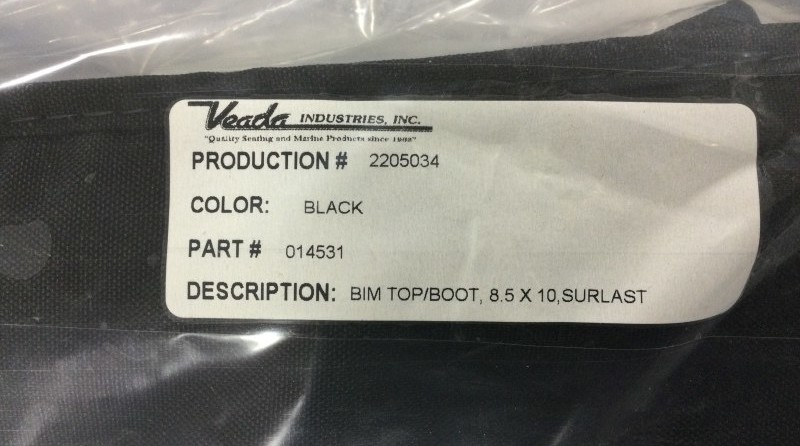 Veada INDUSTRIES, INC.
"Quality Seating and Marine Products since
PRODUCTION # 2205034
COLOR: BLACK
PART # 014531
DESCRIPTION: BIM TOP/BOOT, 8.5 X 10,SURLAST